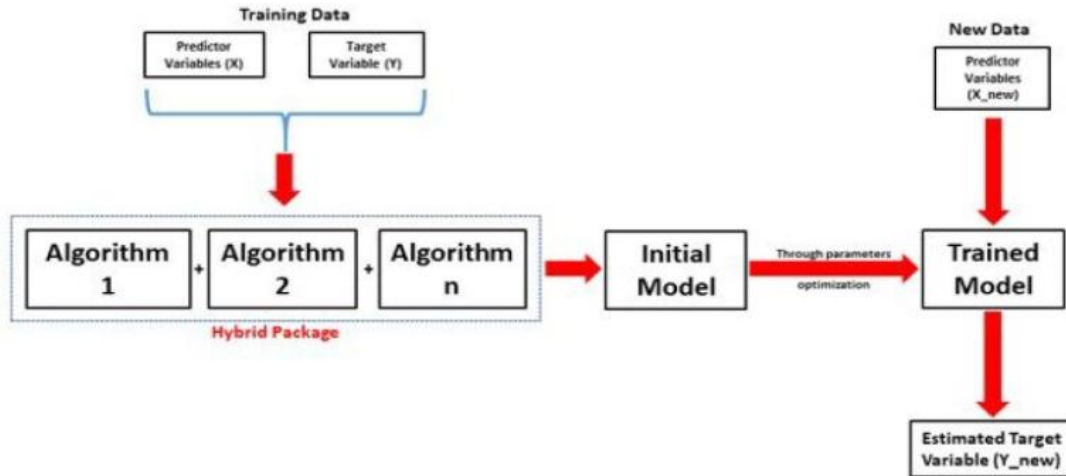 Training Data
Predictor
Variables (X)
Target
Variable (Y)
New Data
Predictor
Variables
(X_new)
Algorithm
1
+
Algorithm
2
+
Algorithm
n
Hybrid Package
Initial
Model
Through parameters
optimization
Trained
Model
Estimated Target
Variable (Y_new)